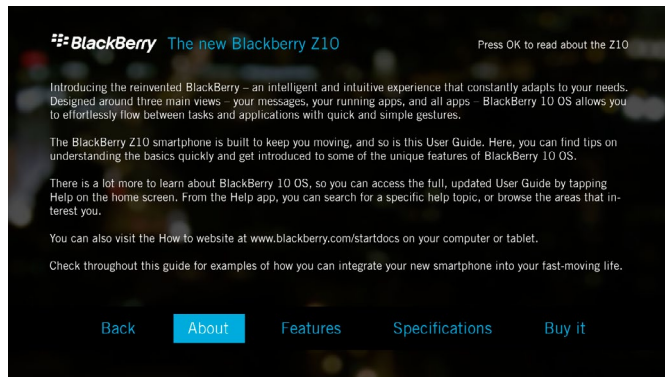 BlackBerry The new Blackberry Z10
Press OK to read about the Z10
Introducing the reinvented BlackBerry – an intelligent and intuitive experience that constantly adapts to your needs.
Designed around three main views – your messages, your running apps, and all apps – BlackBerry 10 OS allows you
to effortlessly flow between tasks and applications with quick and simple gestures.
The BlackBerry Z10 smartphone is built to keep you moving, and so is this User Guide. Here, you can find tips on
understanding the basics quickly and get introduced to some of the unique features of BlackBerry 10 OS.
There is a lot more to learn about BlackBerry 10 OS, so you can access the full, updated User Guide by tapping
Help on the home screen. From the Help app, you can search for a specific help topic, or browse the areas that in-
terest you.
You can also visit the How to website at www.blackberry.com/startdocs on your computer or tablet.
Check throughout this guide for examples of how you can integrate your new smartphone into your fast-moving life.
Back About Features Specifications Buy it